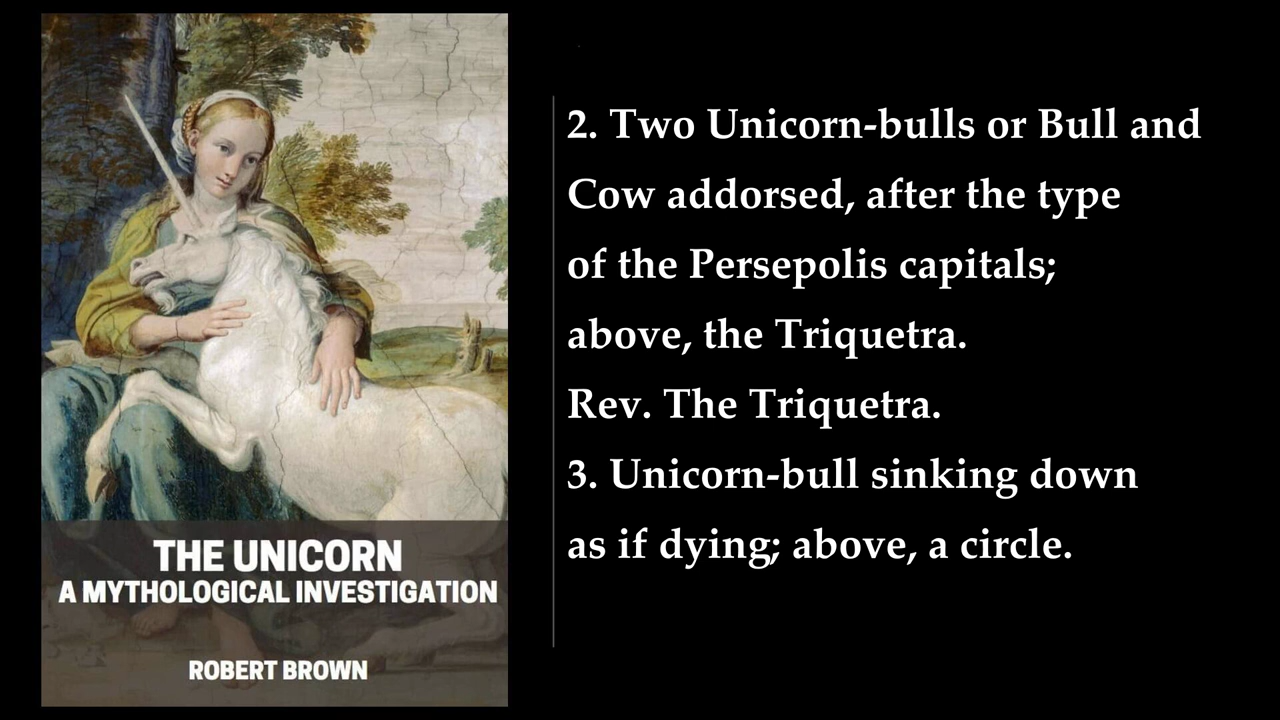 THE UNICORN
A MYTHOLOGICAL INVESTIGATION
ROBERT BROWN
2. Two Unicorn-bulls or Bull and
Cow addorsed, after the type
of the Persepolis capitals;
above, the Triquetra.
Rev. The Triquetra.
3. Unicorn-bull sinking down
as if dying; above, a circle.